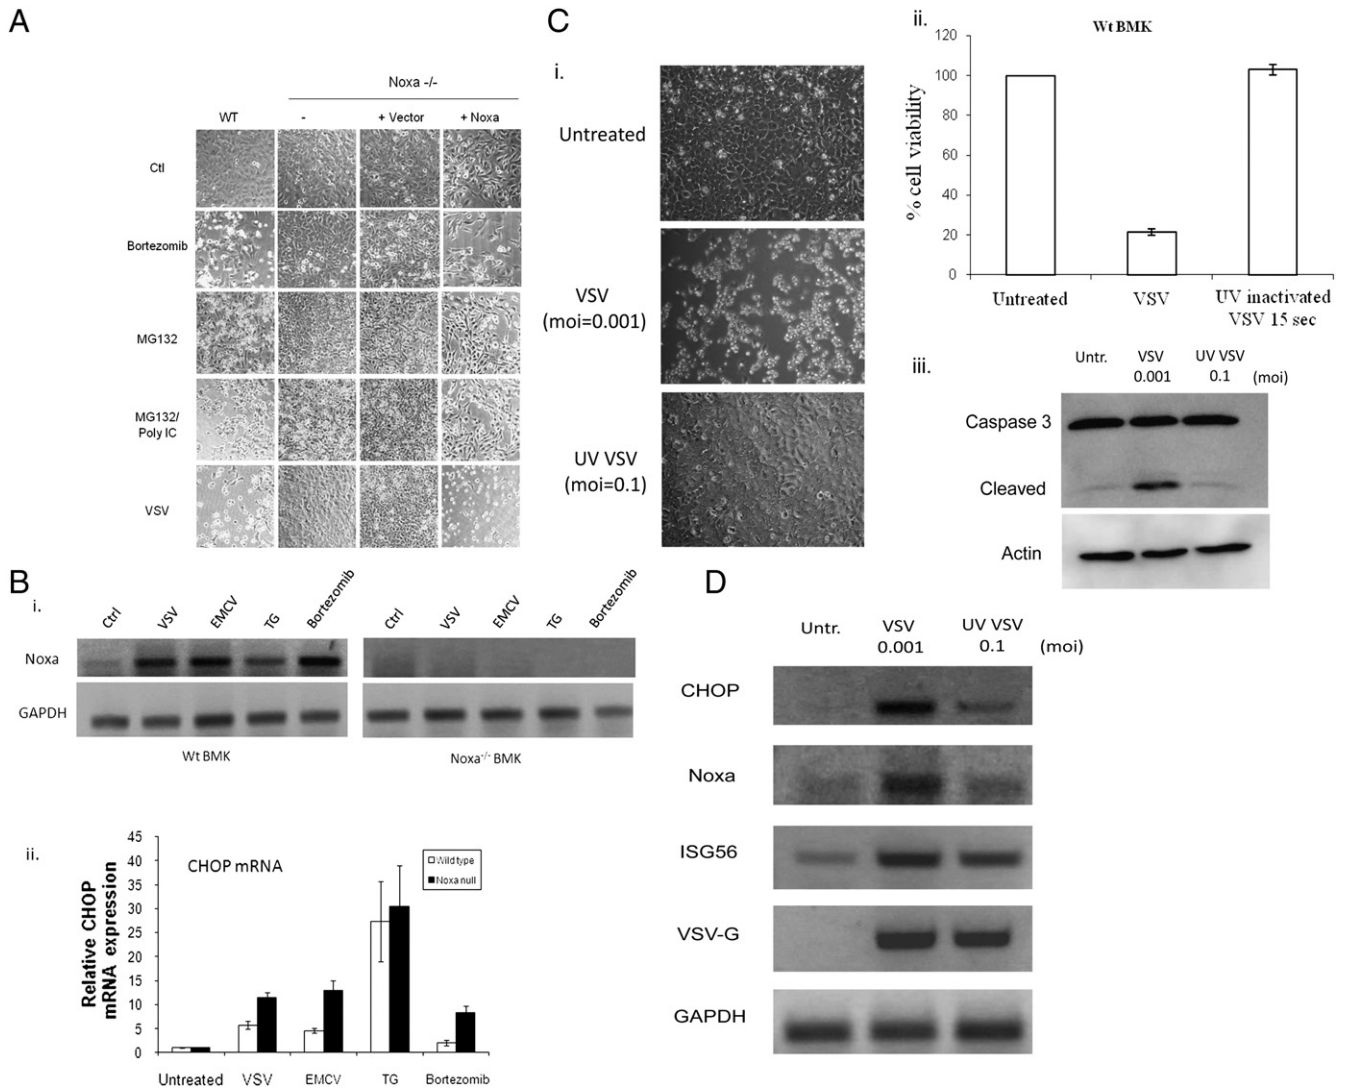 A
Noxa -/-
WT
-
+ Vector
+ Noxa
Ctl
Bortezomib
MG132
MG132/
Poly IC
VSV
B
i.
Ctrl
VSV
EMCV
TG
Bortezomib
Ctrl
VSV
EMCV
TG
Bortezomib
Noxa
GAPDH
Wt BMK
Noxa-/- BMK
ii.
CHOP mRNA
Wild type
Noxa null
Relative CHOP
mRNA expression
45
40
35
30
25
20
15
10
5
0
Untreated
VSV
EMCV
TG
Bortezomib
C
i.
Untreated
VSV
(moi=0.001)
UV VSV
(moi=0.1)
ii.
Wt BMK
% cell viability
120
100
80
60
40
20
0
Untreated
VSV
UV inactivated
VSV 15 sec
iii.
Untr.
VSV
0.001
UV VSV
0.1
(moi)
Caspase 3
Cleaved
Actin
D
Untr.
VSV
0.001
UV VSV
0.1
(moi)
CHOP
Noxa
ISG56
VSV-G
GAPDH